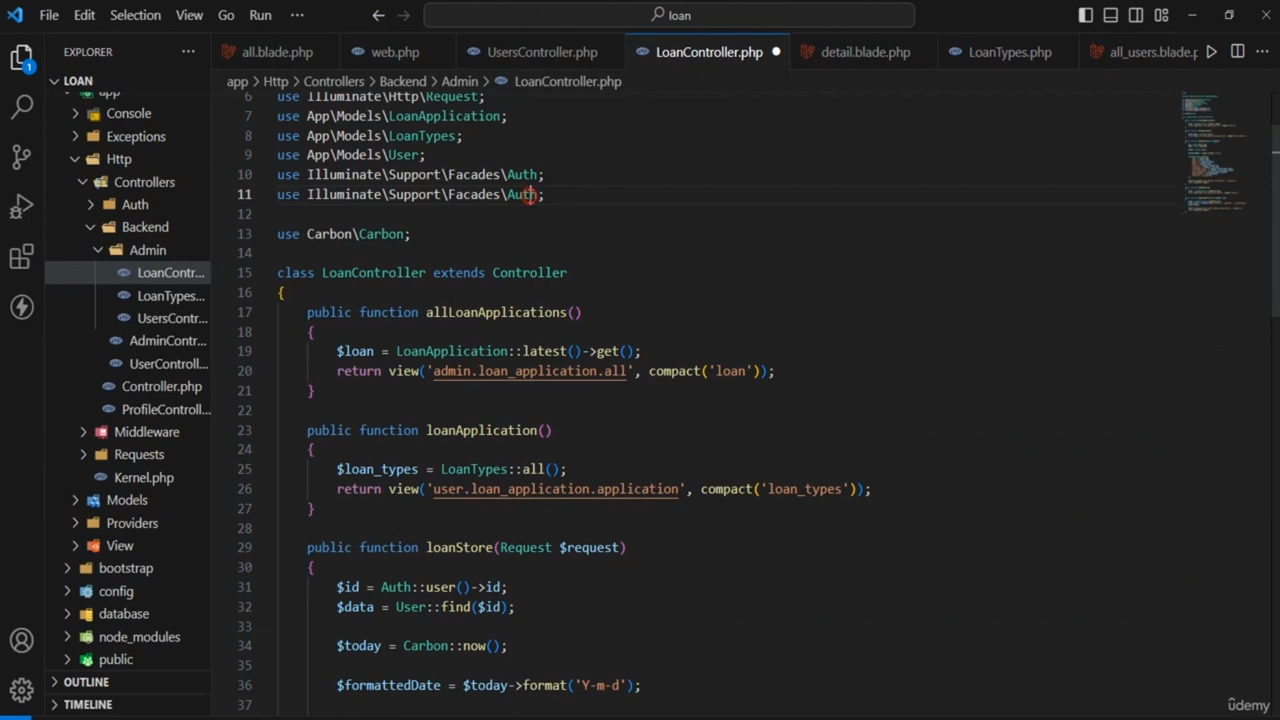 File Edit Selection View Go Run ··· loan
EXPLORER ··· all.blade.php web.php UsersController.php LoanController.php detail.blade.php LoanTypes.php all_users.blade.p ···
LOAN
app > Http > Controllers > Backend > Admin > LoanController.php
app
Console
Exceptions
Http
Controllers
Auth
Backend
Admin
LoanContr...
LoanTypes...
UsersContr...
AdminContr...
UserControll...
Controller.php
ProfileControll...
Middleware
Requests
Kernel.php
Models
Providers
View
bootstrap
config
database
node_modules
public
OUTLINE
TIMELINE
1
6 use Illuminate\Http\Request;
7 use App\Models\LoanApplication;
8 use App\Models\LoanTypes;
9 use App\Models\User;
10 use Illuminate\Support\Facades\Auth;
11 use Illuminate\Support\Facades\Auth;
12
13 use Carbon\Carbon;
14
15 class LoanController extends Controller
16 {
17 public function allLoanApplications()
18 {
19 $loan = LoanApplication::latest()->get();
20 return view('admin.loan_application.all', compact('loan'));
21 }
22
23 public function loanApplication()
24 {
25 $loan_types = LoanTypes::all();
26 return view('user.loan_application.application', compact('loan_types'));
27 }
28
29 public function loanStore(Request $request)
30 {
31 $id = Auth::user()->id;
32 $data = User::find($id);
33
34 $today = Carbon::now();
35
36 $formattedDate = $today->format('Y-m-d');
37
ûdemy